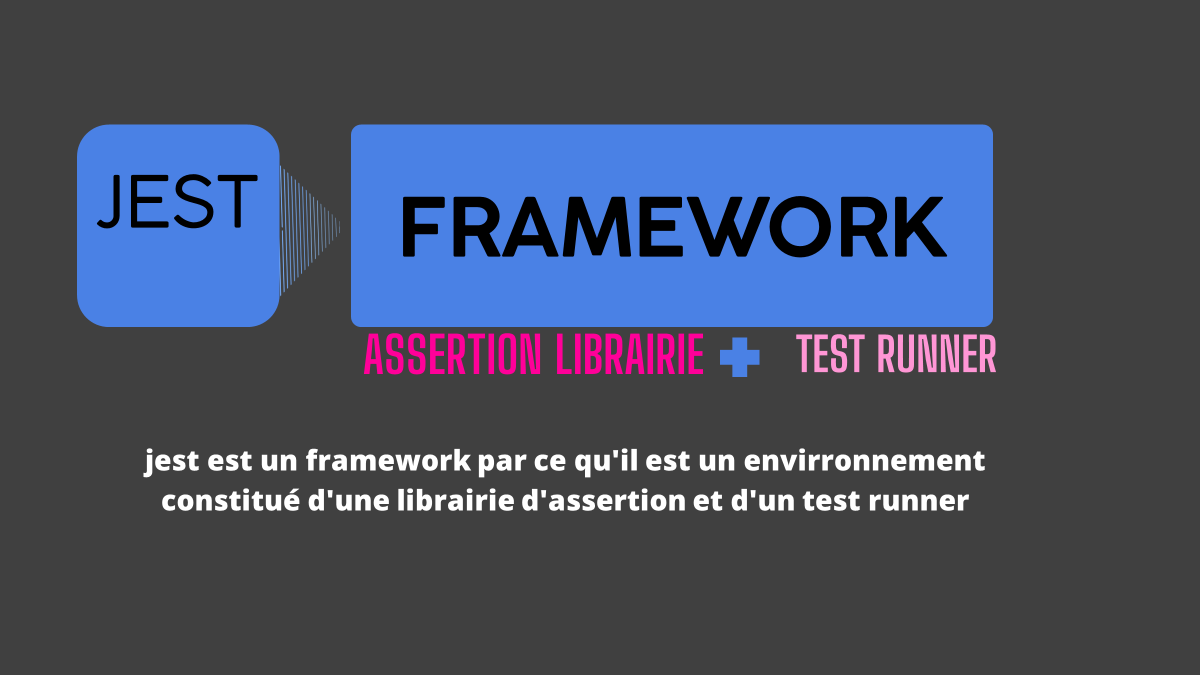 JEST
FRAMEWORK
ASSERTION LIBRAIRIE
TEST RUNNER
jest est un framework par ce qu'il est un envirronnement
constitué d'une librairie d'assertion et d'un test runner